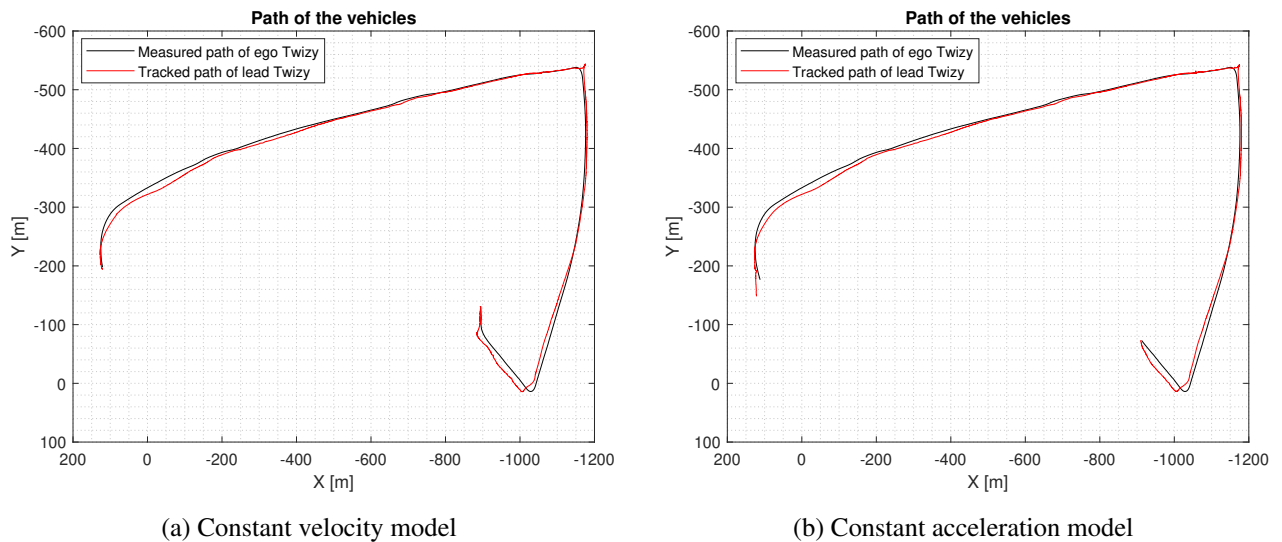 Path of the vehicles
Measured path of ego Twizy
Tracked path of lead Twizy
-600
-500
-400
-300
-200
-100
0
100
Y [m]
200
0
-200
-400
-600
-800
-1000
-1200
X [m]
(a) Constant velocity model
Path of the vehicles
Measured path of ego Twizy
Tracked path of lead Twizy
-600
-500
-400
-300
-200
-100
0
100
Y [m]
200
0
-200
-400
-600
-800
-1000
-1200
X [m]
(b) Constant acceleration model